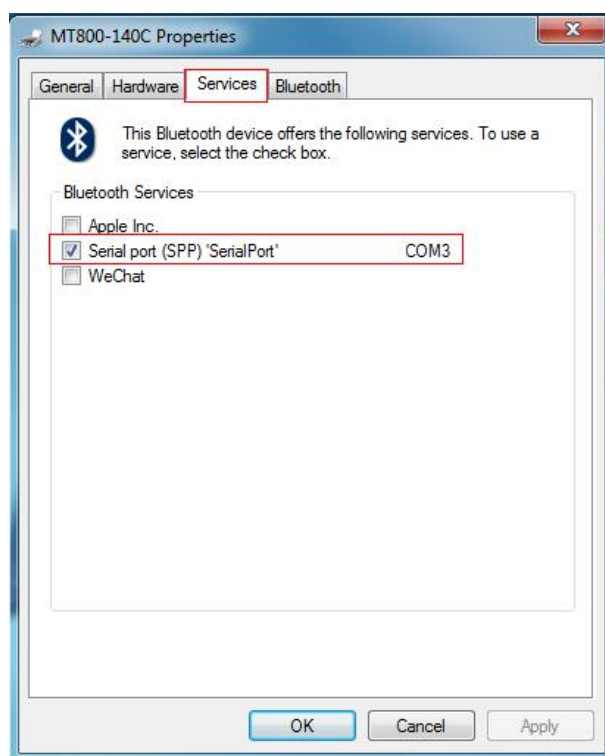 MT800-140C Properties
General Hardware Services Bluetooth
This Bluetooth device offers the following services. To use a
service, select the check box.
Bluetooth Services
Apple Inc.
Serial port (SPP) 'SerialPort' COM3
WeChat
OK Cancel Apply